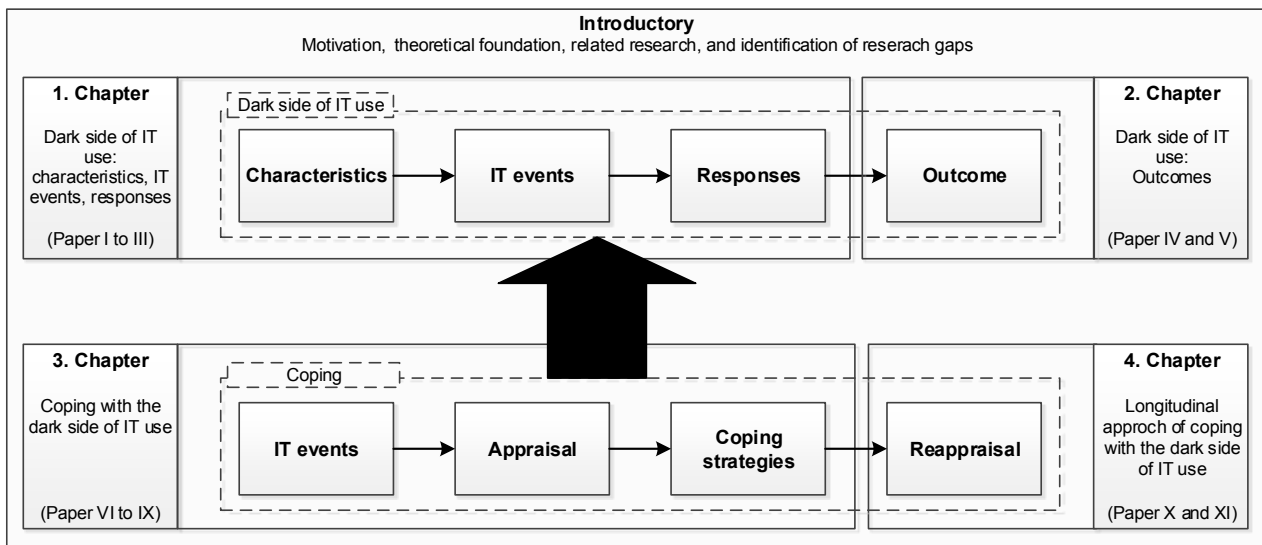 Introductory
Motivation, theoretical foundation, related research, and identification of reserach gaps
1. Chapter
Dark side of IT
use:
characteristics, IT
events, responses
(Paper I to III)
Dark side of IT use
Characteristics
IT events
Responses
Outcome
2. Chapter
Dark side of IT
use:
Outcomes
(Paper IV and V)
3. Chapter
Coping with the
dark side of IT use
(Paper VI to IX)
Coping
IT events
Appraisal
Coping
strategies
Reappraisal
4. Chapter
Longitudinal
approch of coping
with the dark side
of IT use
(Paper X and XI)